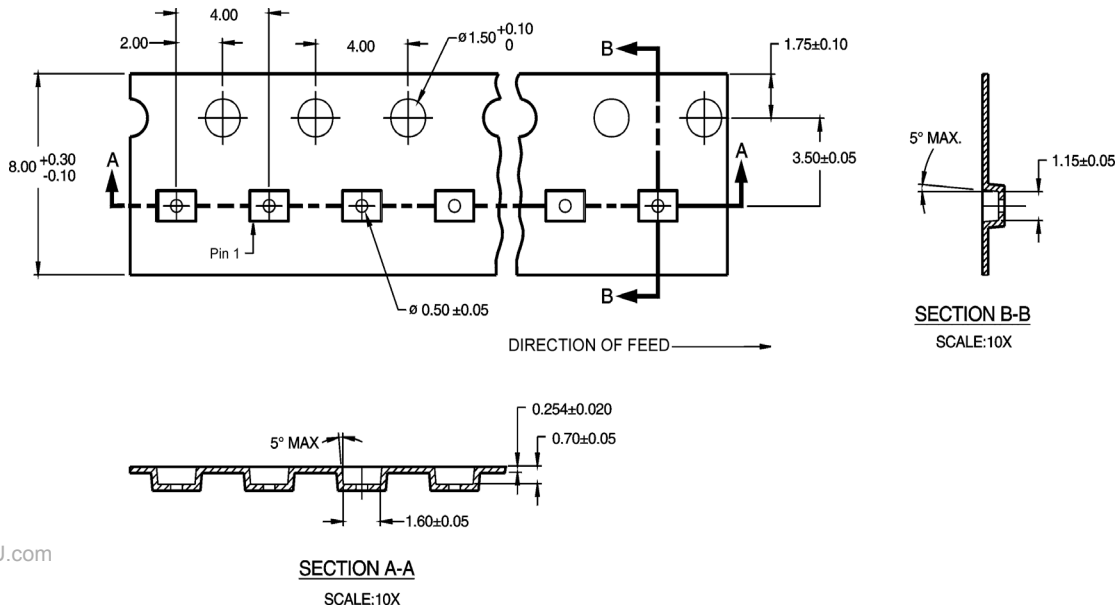 4.00
2.00
4.00
ø1.50 +0.10
0
B
1.75±0.10
8.00 +0.30
-0.10
A
A
3.50±0.05
5° MAX.
1.15±0.05
Pin 1
ø 0.50 ±0.05
B
SECTION B-B
SCALE:10X
DIRECTION OF FEED
5° MAX
0.254±0.020
0.70±0.05
1.60±0.05
J.com
SECTION A-A
SCALE:10X